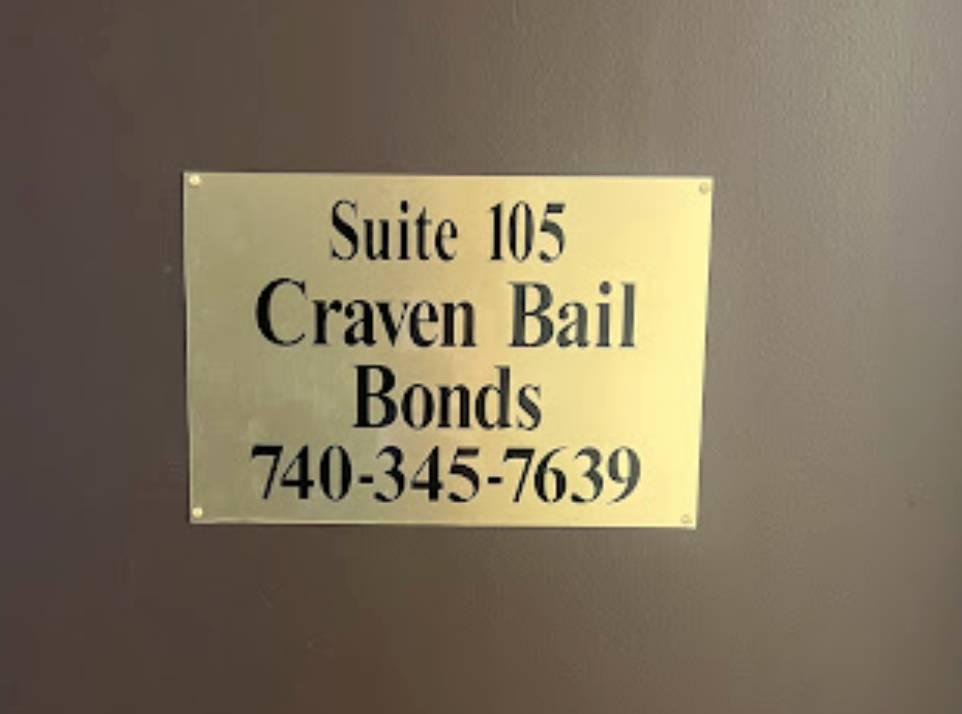 Suite 105
Craven Bail
Bonds
740-345-7639